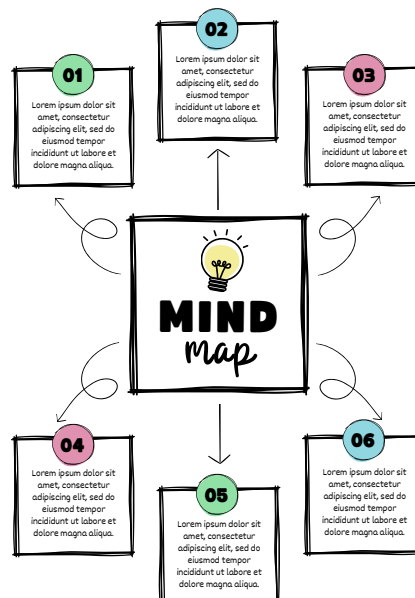 01
Lorem ipsum dolor sit
amet, consectetur
adipiscing elit, sed do
eiusmod tempor
incididunt ut labore et
dolore magna aliqua.
02
Lorem ipsum dolor sit
amet, consectetur
adipiscing elit, sed do
eiusmod tempor
incididunt ut labore et
dolore magna aliqua.
03
Lorem ipsum dolor sit
amet, consectetur
adipiscing elit, sed do
eiusmod tempor
incididunt ut labore et
dolore magna aliqua.
MIND
map
04
Lorem ipsum dolor sit
amet, consectetur
adipiscing elit, sed do
eiusmod tempor
incididunt ut labore et
dolore magna aliqua.
05
Lorem ipsum dolor sit
amet, consectetur
adipiscing elit, sed do
eiusmod tempor
incididunt ut labore et
dolore magna aliqua.
06
Lorem ipsum dolor sit
amet, consectetur
adipiscing elit, sed do
eiusmod tempor
incididunt ut labore et
dolore magna aliqua.